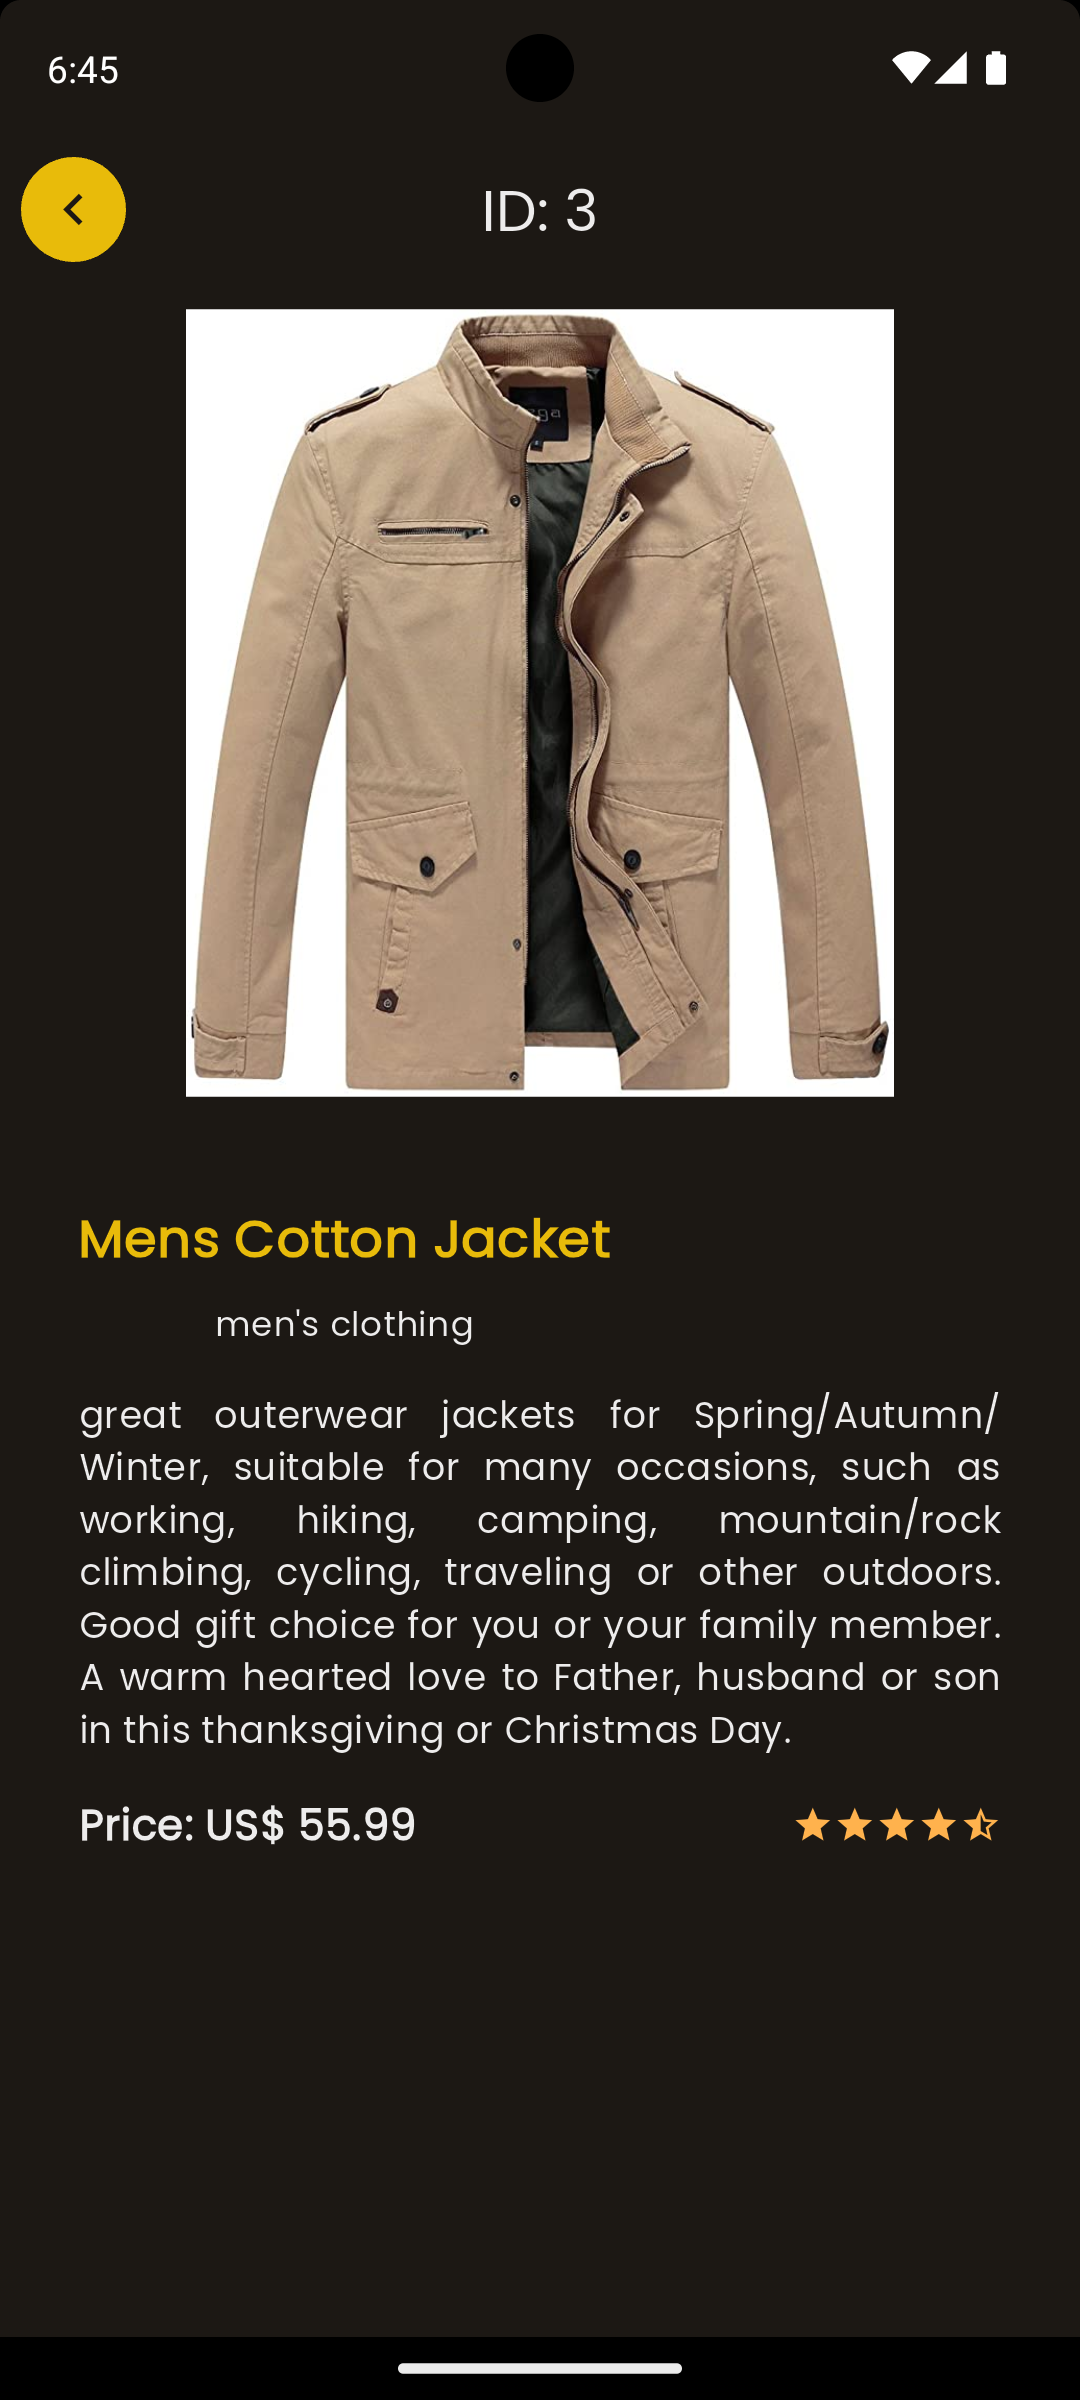 6:45
ID: 3
Mens Cotton Jacket
men's clothing
great outerwear jackets for Spring/Autumn/
Winter, suitable for many occasions, such as
working, hiking, camping, mountain/rock
climbing, cycling, traveling or other outdoors.
Good gift choice for you or your family member.
A warm hearted love to Father, husband or son
in this thanksgiving or Christmas Day.
Price: US$ 55.99